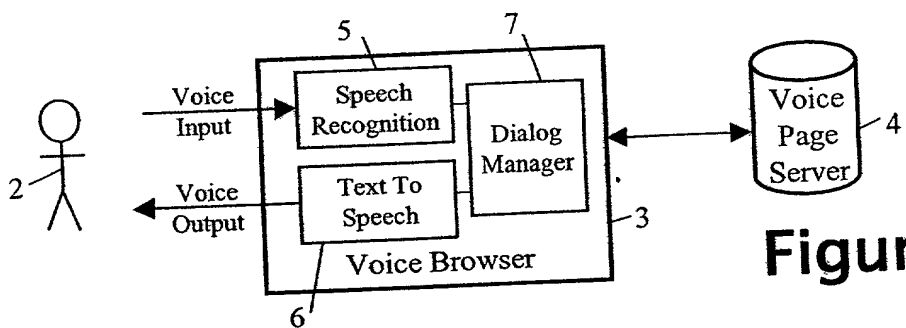 5
7
Voice
Input
Speech
Recognition
Dialog
Manager
Voice
Page
Server
4
2
Voice
Output
Text To
Speech
3
Voice Browser
6
Figur